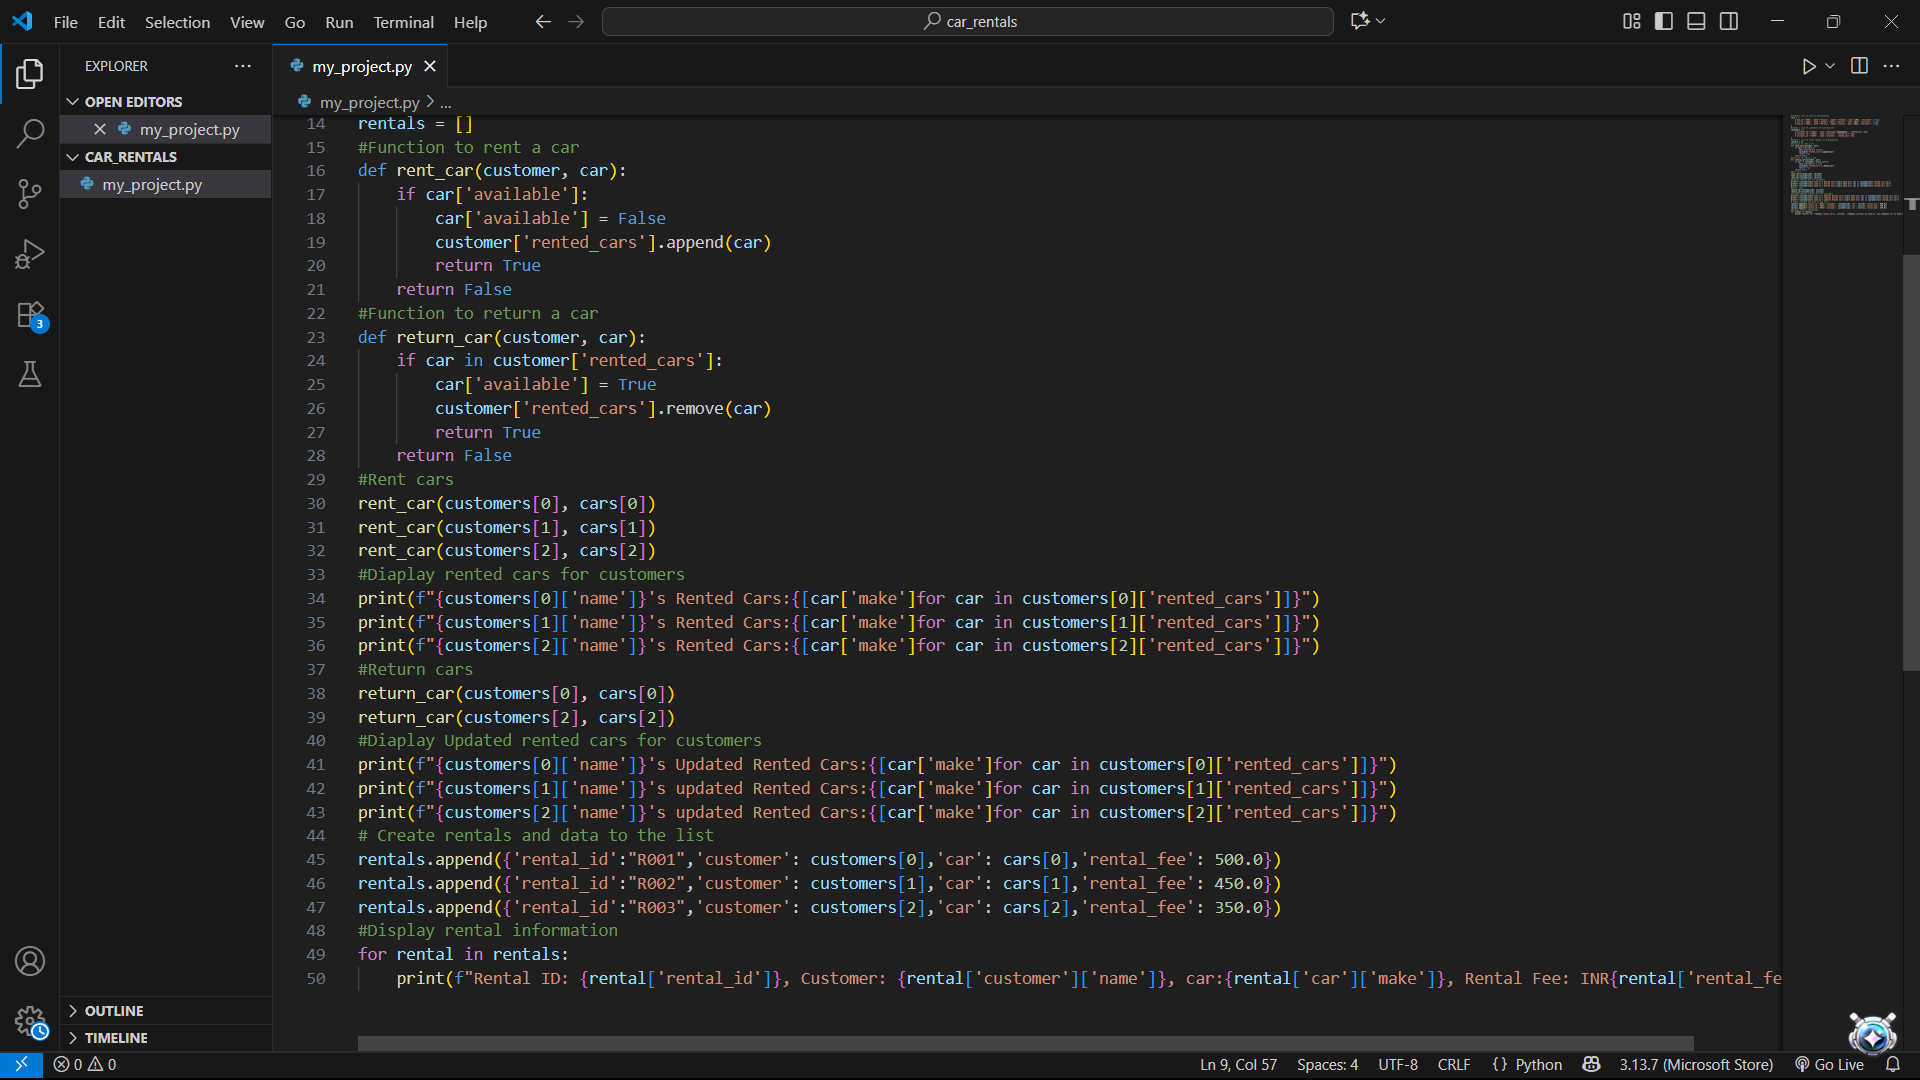 File Edit Selection View Go Run Terminal Help car_rentals
EXPLORER
OPEN EDITORS
my_project.py
CAR_RENTALS
my_project.py
3
OUTLINE
TIMELINE
my_project.py
my_project.py > ...
14 rentals = []
15 #Function to rent a car
16 def rent_car(customer, car):
17     if car['available']:
18         car['available'] = False
19         customer['rented_cars'].append(car)
20         return True
21     return False
22 #Function to return a car
23 def return_car(customer, car):
24     if car in customer['rented_cars']:
25         car['available'] = True
26         customer['rented_cars'].remove(car)
27         return True
28     return False
29 #Rent cars
30 rent_car(customers[0], cars[0])
31 rent_car(customers[1], cars[1])
32 rent_car(customers[2], cars[2])
33 #Diaplay rented cars for customers
34 print(f"{customers[0]['name']}'s Rented Cars:{[car['make']for car in customers[0]['rented_cars']]}")
35 print(f"{customers[1]['name']}'s Rented Cars:{[car['make']for car in customers[1]['rented_cars']]}")
36 print(f"{customers[2]['name']}'s Rented Cars:{[car['make']for car in customers[2]['rented_cars']]}")
37 #Return cars
38 return_car(customers[0], cars[0])
39 return_car(customers[2], cars[2])
40 #Diaplay Updated rented cars for customers
41 print(f"{customers[0]['name']}'s Updated Rented Cars:{[car['make']for car in customers[0]['rented_cars']]}")
42 print(f"{customers[1]['name']}'s updated Rented Cars:{[car['make']for car in customers[1]['rented_cars']]}")
43 print(f"{customers[2]['name']}'s updated Rented Cars:{[car['make']for car in customers[2]['rented_cars']]}")
44 # Create rentals and data to the list
45 rentals.append({'rental_id':"R001",'customer': customers[0],'car': cars[0],'rental_fee': 500.0})
46 rentals.append({'rental_id':"R002",'customer': customers[1],'car': cars[1],'rental_fee': 450.0})
47 rentals.append({'rental_id':"R003",'customer': customers[2],'car': cars[2],'rental_fee': 350.0})
48 #Display rental information
49 for rental in rentals:
50     print(f"Rental ID: {rental['rental_id']}, Customer: {rental['customer']['name']}, car:{rental['car']['make']}, Rental Fee: INR{rental['rental_fe
0 0 Ln 9, Col 57 Spaces: 4 UTF-8 CRLF {} Python 3.13.7 (Microsoft Store) Go Live